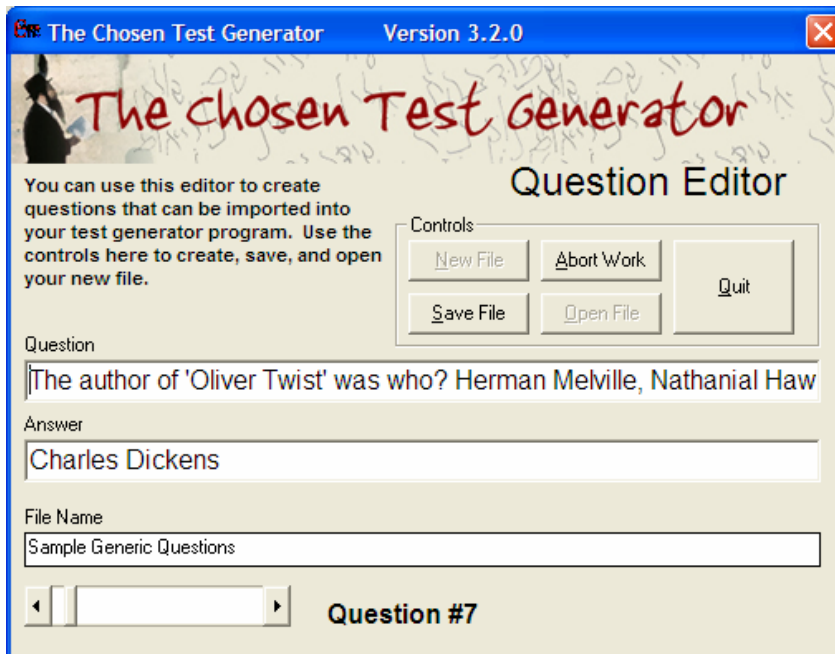 The Chosen Test Generator Version 3.2.0
The Chosen Test Generator
Question Editor
You can use this editor to create
questions that can be imported into
your test generator program. Use the
controls here to create, save, and open
your new file.
Controls
New File
Abort Work
Quit
Save File
Open File
Question
The author of 'Oliver Twist' was who? Herman Melville, Nathanial Haw
Answer
Charles Dickens
File Name
Sample Generic Questions
Question #7